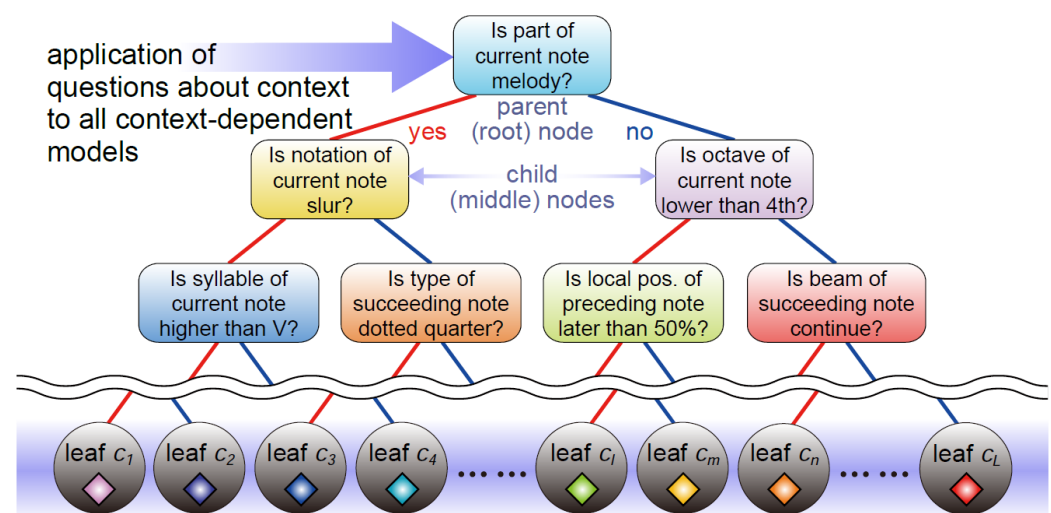 application of
questions about context
to all context-dependent
models
Is part of
current note
melody?
parent
(root) node
yes
no
Is notation of
current note
slur?
child
(middle) nodes
Is octave of
current note
lower than 4th?
Is syllable of
current note
higher than V?
Is type of
succeeding note
dotted quarter?
Is local pos. of
preceding note
later than 50%?
Is beam of
succeeding note
continue?
leaf c1
leaf c2
leaf c3
leaf c4
... ...
leaf cl
leaf cm
leaf cn
... ...
leaf cL